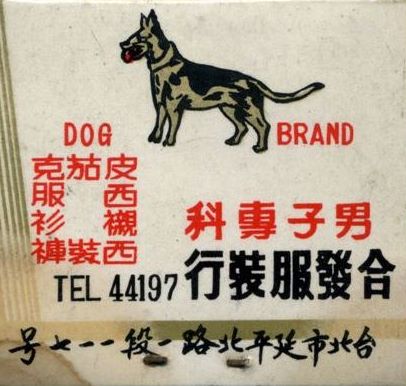 DOG BRAND
皮茄克
西服
襯衫
西裝褲
男子專科
合發服裝行
TEL 44197
台北市延平北路一段一一七号